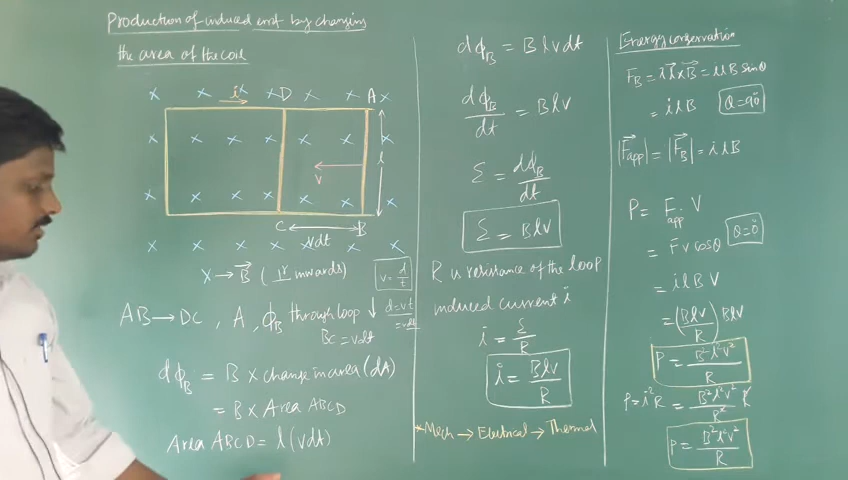 Production of induced emf by changing
the area of the coil
i D A
v l
C B
vdt
X → B⃗ (⊥r inwards)
v = d/t
AB → DC, A, ϕB through loop ↓
d = vt
= vdt
BC = vdt
dϕB = B × change in area (dA)
= B × Area ABCD
Area ABCD = l(vdt)
dϕB = Blvdt
dϕB/dt = Blv
Σ = dϕB/dt
Σ = Blv
R is resistance of the loop
induced current i
i = Σ/R
i = Blv/R
*Mech → Electrical → Thermal
Energy conservation
FB = il⃗×B⃗ = ilB Sinθ
= ilB
θ=90°
|F⃗app| = |F⃗B| = ilB
P = Fapp . V
= Fv cosθ
θ=0°
= ilBV
= (Blv/R) Blv
P = B²l²v²/R
P = i²R = B²l²v²/R² R
P = B²l²v²/R